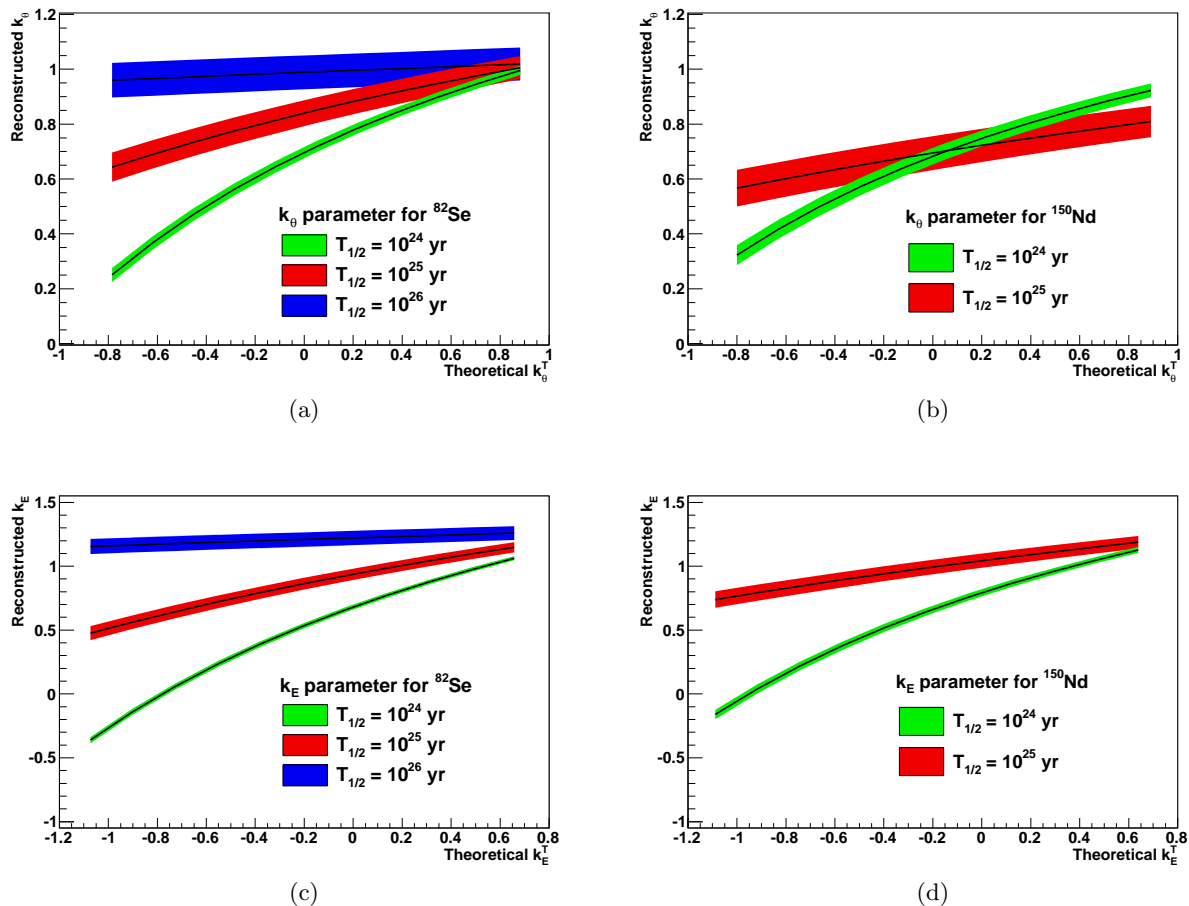 Reconstructed k_θ
1.2
1
0.8
0.6
0.4
0.2
0
k_θ parameter for ^82Se
T_1/2 = 10^24 yr
T_1/2 = 10^25 yr
T_1/2 = 10^26 yr
-1 -0.8 -0.6 -0.4 -0.2 0 0.2 0.4 0.6 0.8 1
Theoretical k_θ^T
(a)
Reconstructed k_θ
1.2
1
0.8
0.6
0.4
0.2
0
k_θ parameter for ^150Nd
T_1/2 = 10^24 yr
T_1/2 = 10^25 yr
-1 -0.8 -0.6 -0.4 -0.2 0 0.2 0.4 0.6 0.8 1
Theoretical k_θ^T
(b)
Reconstructed k_E
1.5
1
0.5
0
-0.5
-1
k_E parameter for ^82Se
T_1/2 = 10^24 yr
T_1/2 = 10^25 yr
T_1/2 = 10^26 yr
-1.2 -1 -0.8 -0.6 -0.4 -0.2 0 0.2 0.4 0.6 0.8
Theoretical k_E^T
(c)
Reconstructed k_E
1.5
1
0.5
0
-0.5
-1
k_E parameter for ^150Nd
T_1/2 = 10^24 yr
T_1/2 = 10^25 yr
-1.2 -1 -0.8 -0.6 -0.4 -0.2 0 0.2 0.4 0.6 0.8
Theoretical k_E^T
(d)